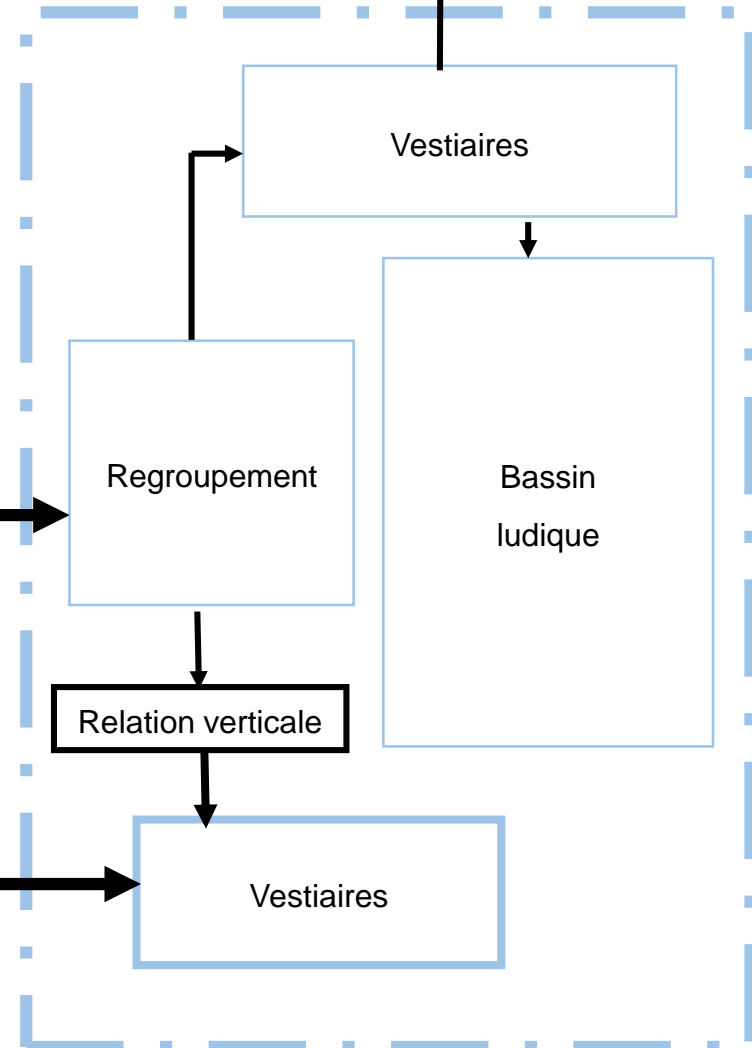 Vestiaires
Regroupement
Bassin
ludique
Relation verticale
Vestiaires